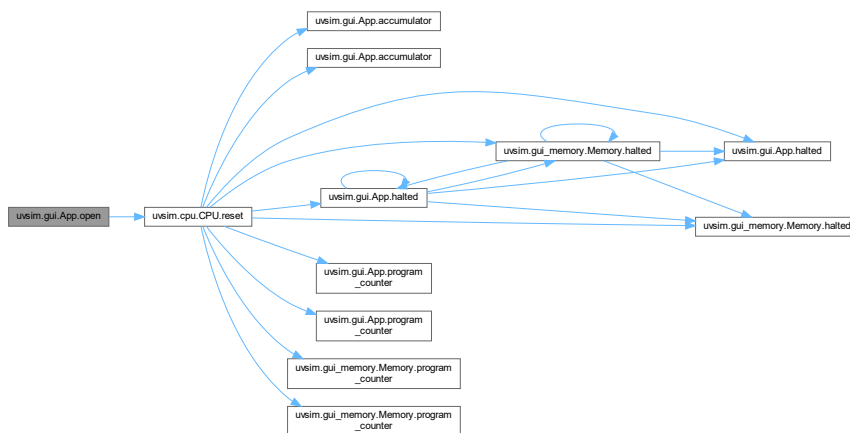 uvsim.gui.App.accumulator
uvsim.gui.App.accumulator
uvsim.gui_memory.Memory.halted
uvsim.gui.App.halted
uvsim.gui.App.halted
uvsim.gui.App.open
uvsim.cpu.CPU.reset
uvsim.gui_memory.Memory.halted
uvsim.gui.App.program
_counter
uvsim.gui.App.program
_counter
uvsim.gui_memory.Memory.program
_counter
uvsim.gui_memory.Memory.program
_counter